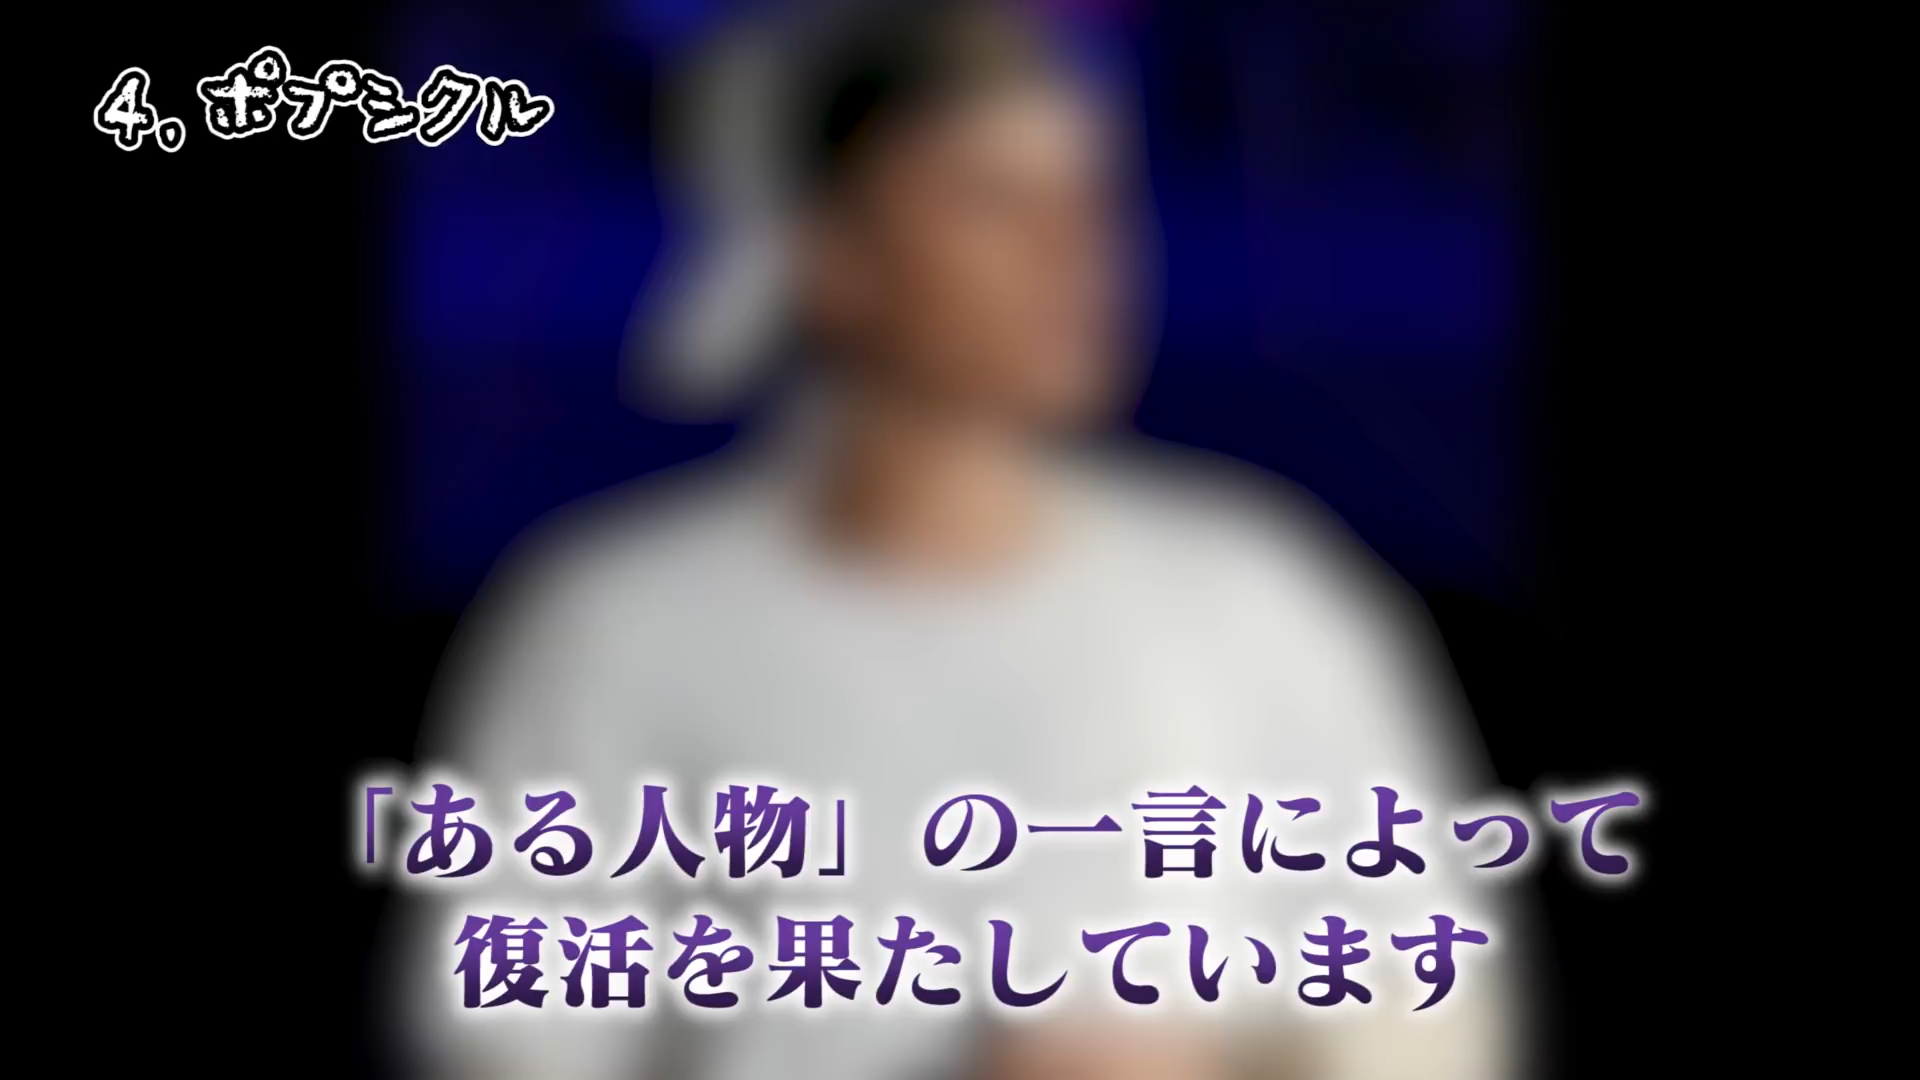 4. ポプシクル
「ある人物」の一言によって
復活を果たしています